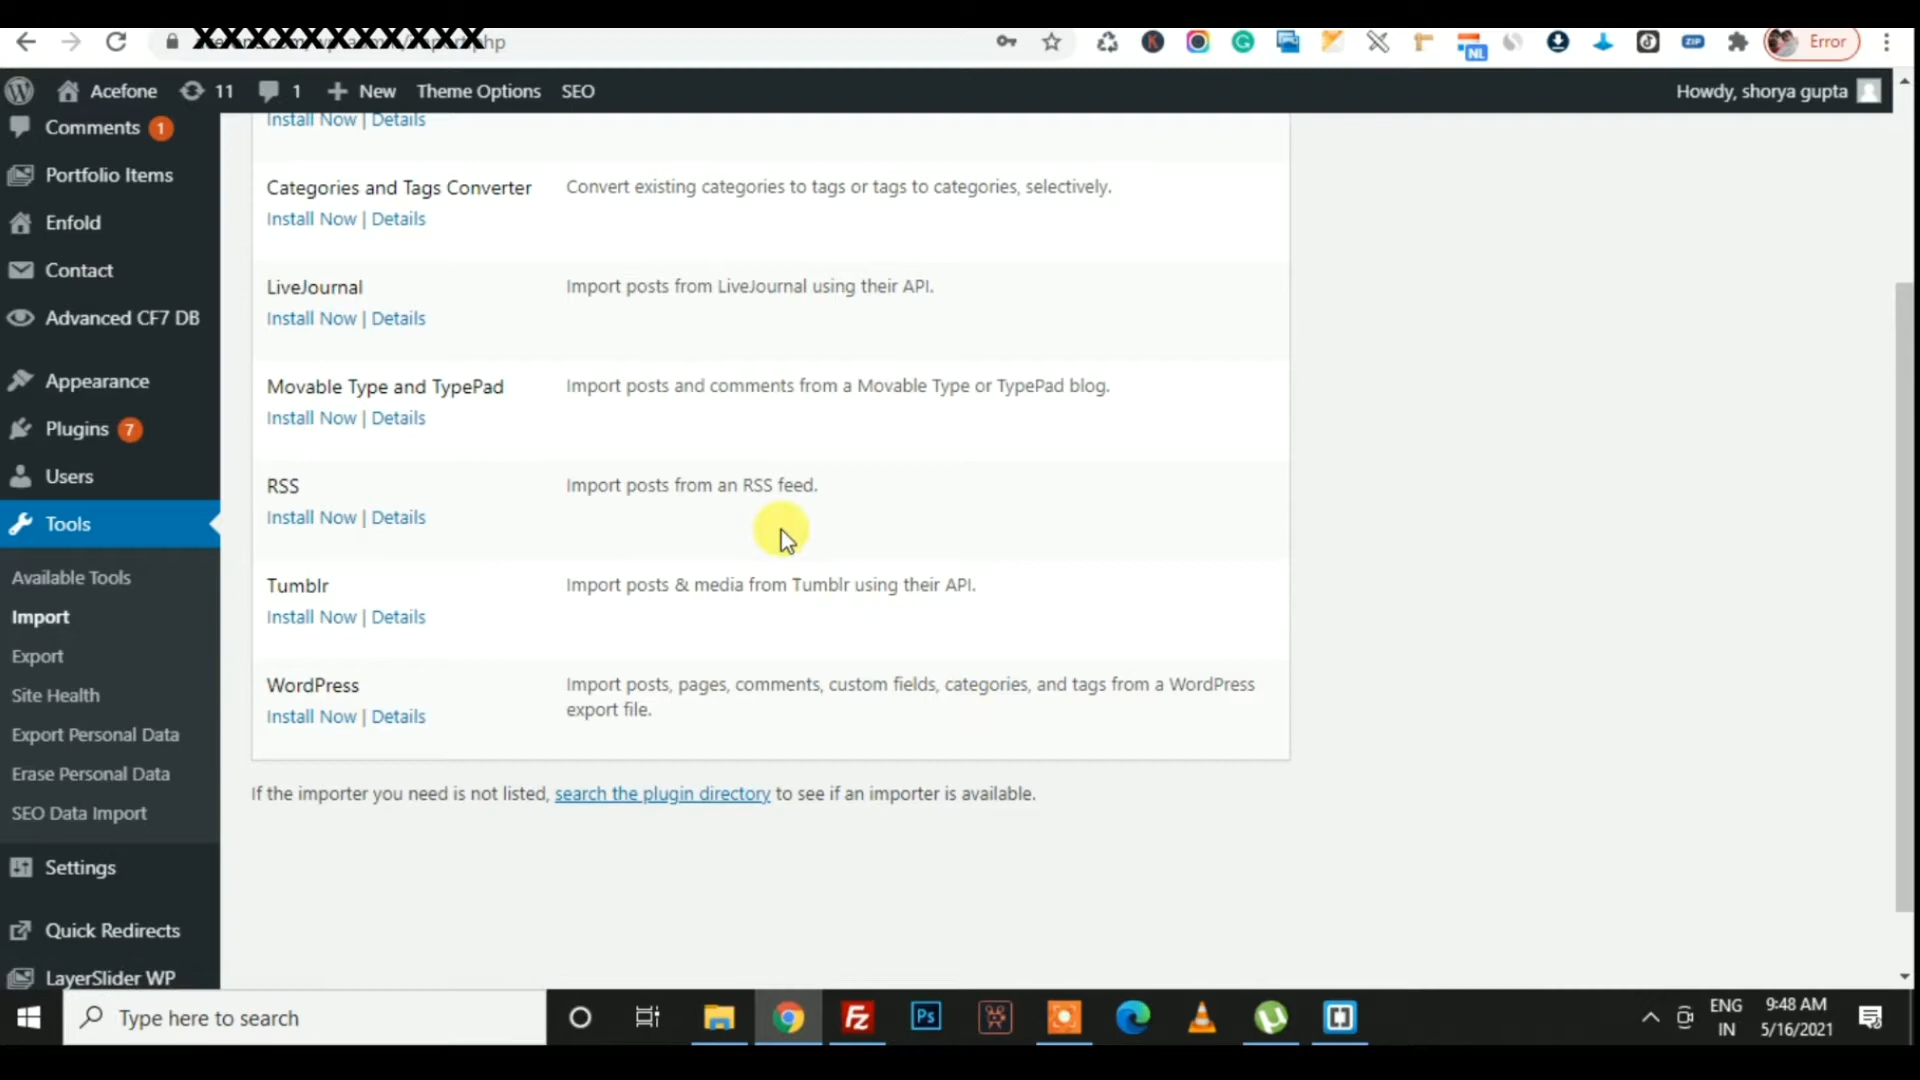 XXXXXXXXXXXX
Error
Acefone 11 1 New Theme Options SEO Howdy, shorya gupta
Comments 1
Portfolio Items
Enfold
Contact
Advanced CF7 DB
Appearance
Plugins 7
Users
Tools
Available Tools
Import
Export
Site Health
Export Personal Data
Erase Personal Data
SEO Data Import
Settings
Quick Redirects
LayerSlider WP
Install Now | Details
Categories and Tags Converter Convert existing categories to tags or tags to categories, selectively.
Install Now | Details
LiveJournal Import posts from LiveJournal using their API.
Install Now | Details
Movable Type and TypePad Import posts and comments from a Movable Type or TypePad blog.
Install Now | Details
RSS Import posts from an RSS feed.
Install Now | Details
Tumblr Import posts & media from Tumblr using their API.
Install Now | Details
WordPress Import posts, pages, comments, custom fields, categories, and tags from a WordPress
export file.
Install Now | Details
If the importer you need is not listed, search the plugin directory to see if an importer is available.
Type here to search
Fz
Ps
NL
ZIP
ENG
IN
9:48 AM
5/16/2021